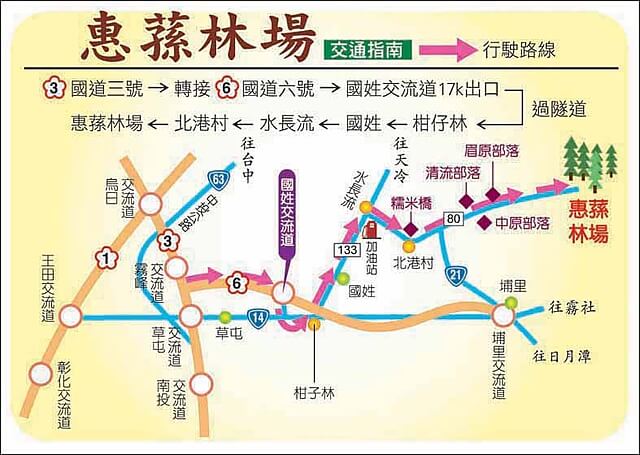 惠蓀林場 交通指南 → 行駛路線
3 國道三號 → 轉接 6 國道六號 → 國姓交流道17k出口
過隧道
惠蓀林場 ← 北港村 ← 水長流 ← 國姓 ← 柑仔林
往台中
往天冷
眉原部落
清流部落
63
中投公路
國姓交流道
水長流
糯米橋
惠蓀林場
烏日交流道
80
中原部落
3
133
加油站
北港村
1
霧峰交流道
6
國姓
21
埔里
王田交流道
往霧社
草屯
14
草屯交流道
往日月潭
彰化交流道
南投交流道
柑子林
埔里交流道